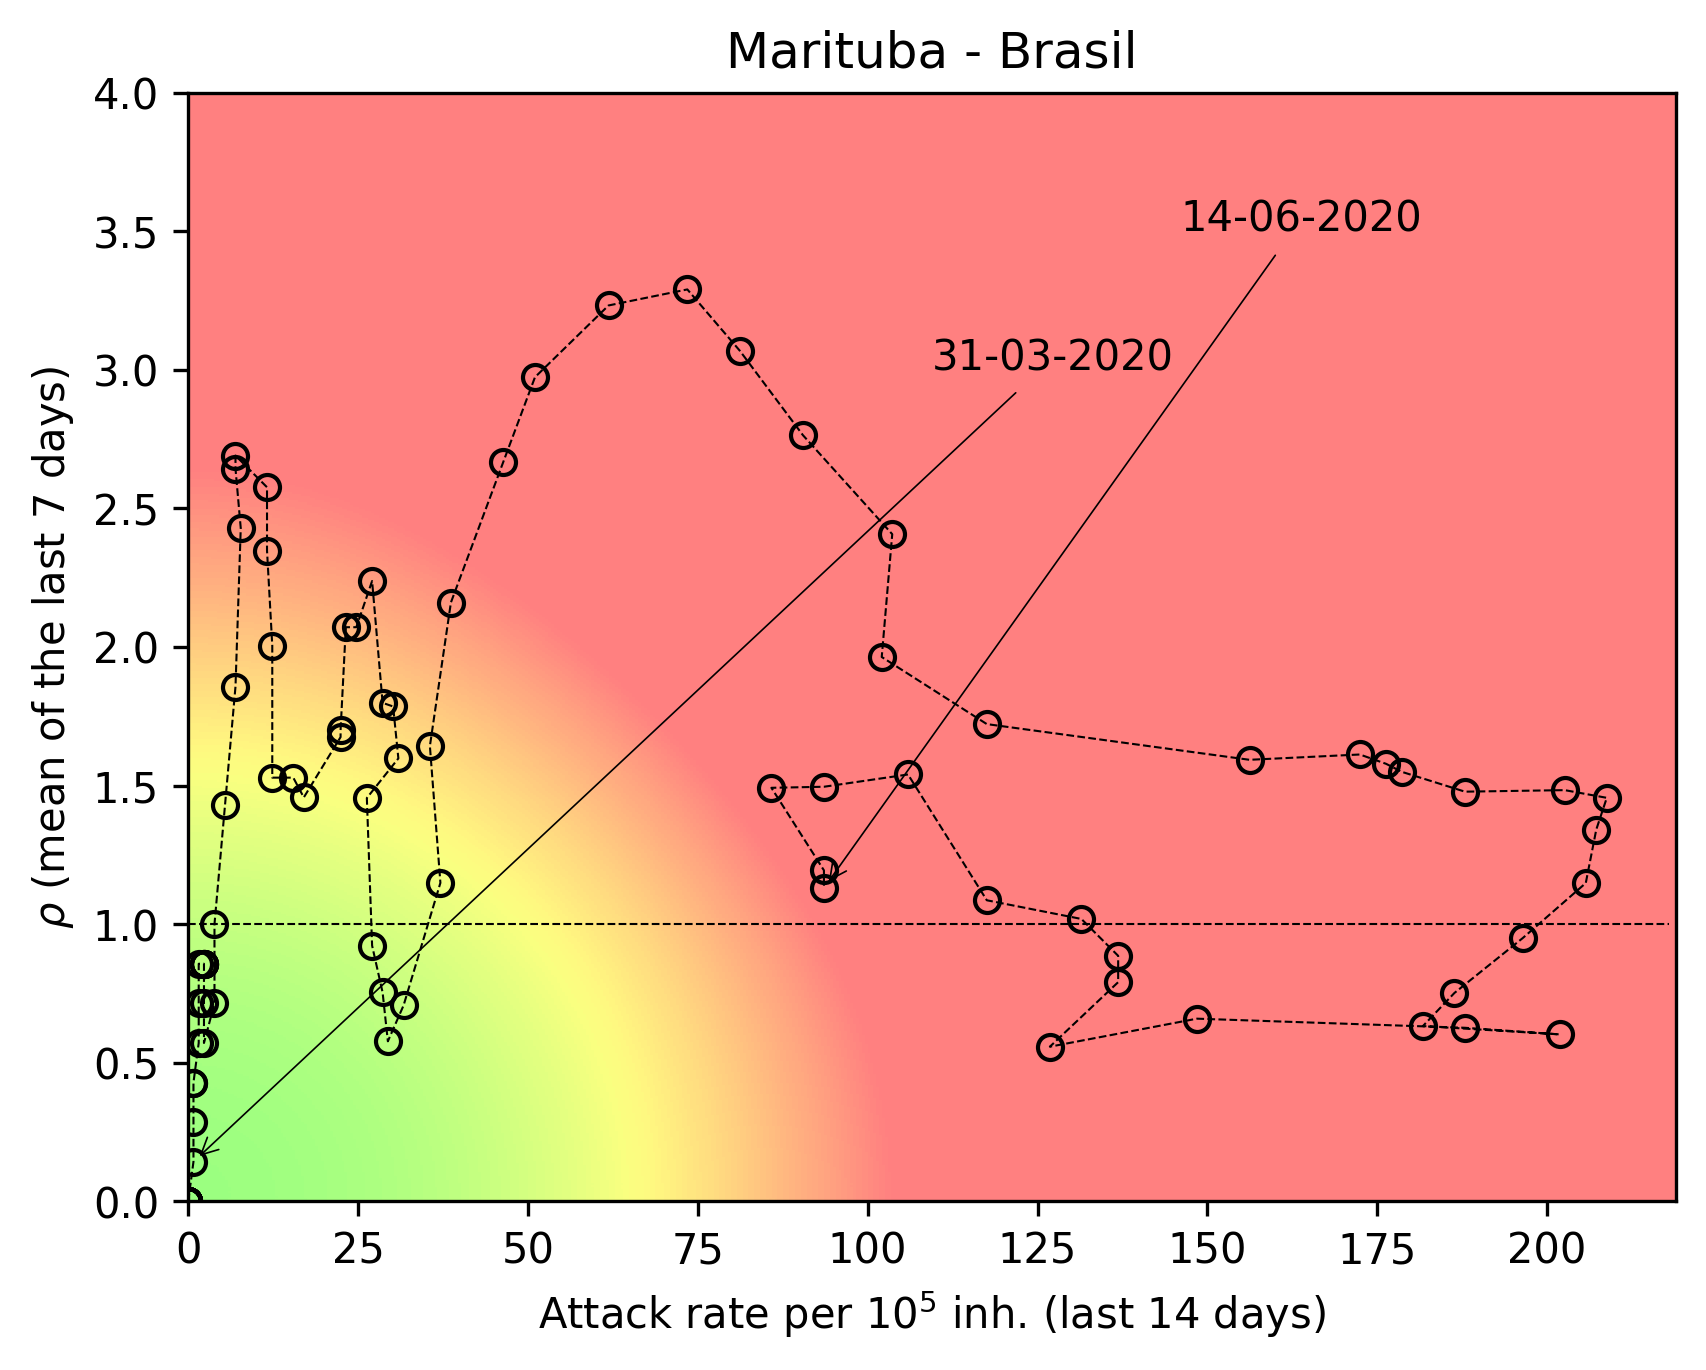 Marituba - Brasil
4.0
3.5
3.0
2.5
2.0
1.5
1.0
0.5
0.0
ρ (mean of the last 7 days)
14-06-2020
31-03-2020
0 25 50 75 100 125 150 175 200
Attack rate per 10⁵ inh. (last 14 days)